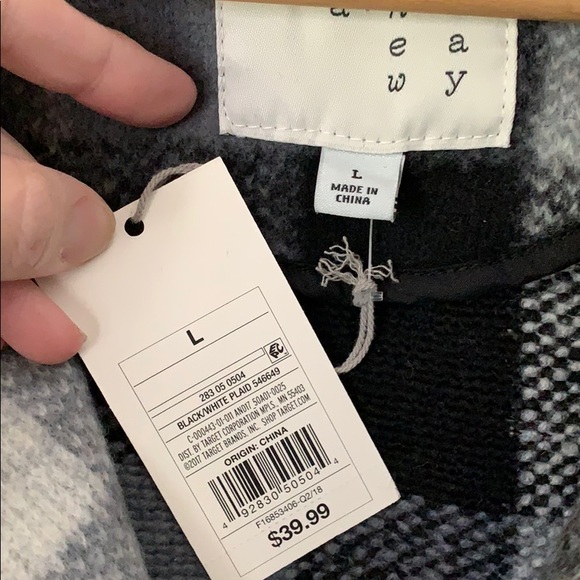 a n
e a
w y
L
MADE IN
CHINA
L
283 05 0504
BLACK/WHITE PLAID 546649
C-000443-01-011 AND17 50401-0025
DIST. BY TARGET CORPORATION MPLS, MN 55403
©2017 TARGET BRANDS, INC. SHOP TARGET.COM
ORIGIN: CHINA
4 92830 50504 4
F16853406-Q2/18
$39.99